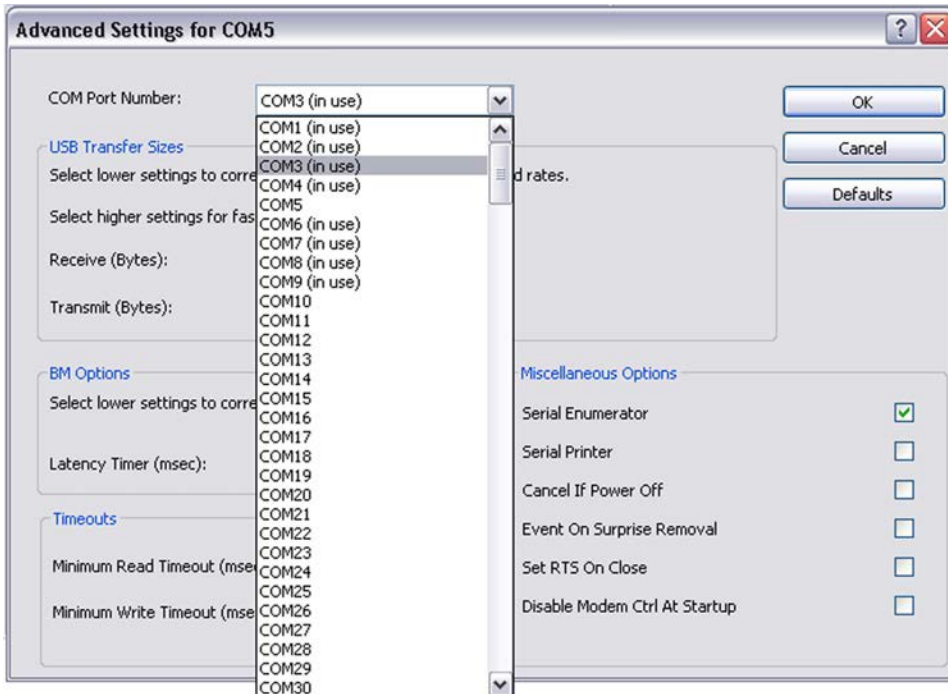 Advanced Settings for COM5
COM Port Number:
COM3 (in use)
OK
Cancel
Defaults
COM1 (in use)
COM2 (in use)
COM3 (in use)
COM4 (in use)
COM5
COM6 (in use)
COM7 (in use)
COM8 (in use)
COM9 (in use)
COM10
COM11
COM12
COM13
COM14
COM15
COM16
COM17
COM18
COM19
COM20
COM21
COM22
COM23
COM24
COM25
COM26
COM27
COM28
COM29
COM30
USB Transfer Sizes
Select lower settings to corre
d rates.
Select higher settings for fas
Receive (Bytes):
Transmit (Bytes):
BM Options
Select lower settings to corre
Latency Timer (msec):
Timeouts
Minimum Read Timeout (mse
Minimum Write Timeout (mse
Miscellaneous Options
Serial Enumerator
Serial Printer
Cancel If Power Off
Event On Surprise Removal
Set RTS On Close
Disable Modem Ctrl At Startup